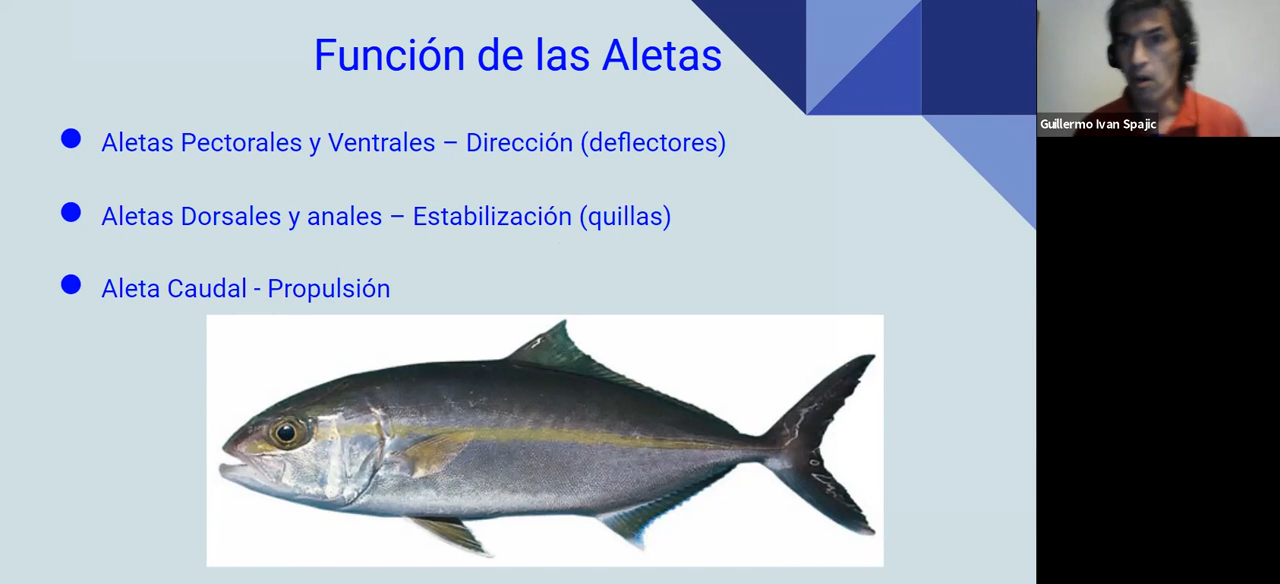 Función de las Aletas
Guillermo Ivan Spajic
● Aletas Pectorales y Ventrales – Dirección (deflectores)
● Aletas Dorsales y anales – Estabilización (quillas)
● Aleta Caudal - Propulsión